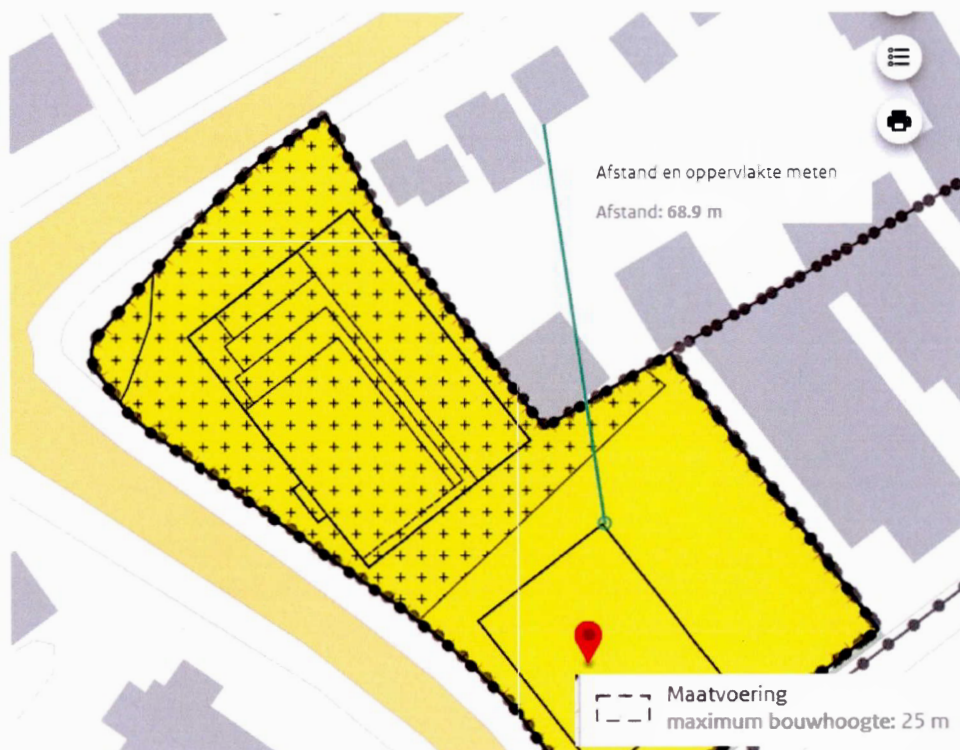 Afstand en oppervlakte meten
Afstand: 68.9 m
Maatvoering
maximum bouwhoogte: 25 m